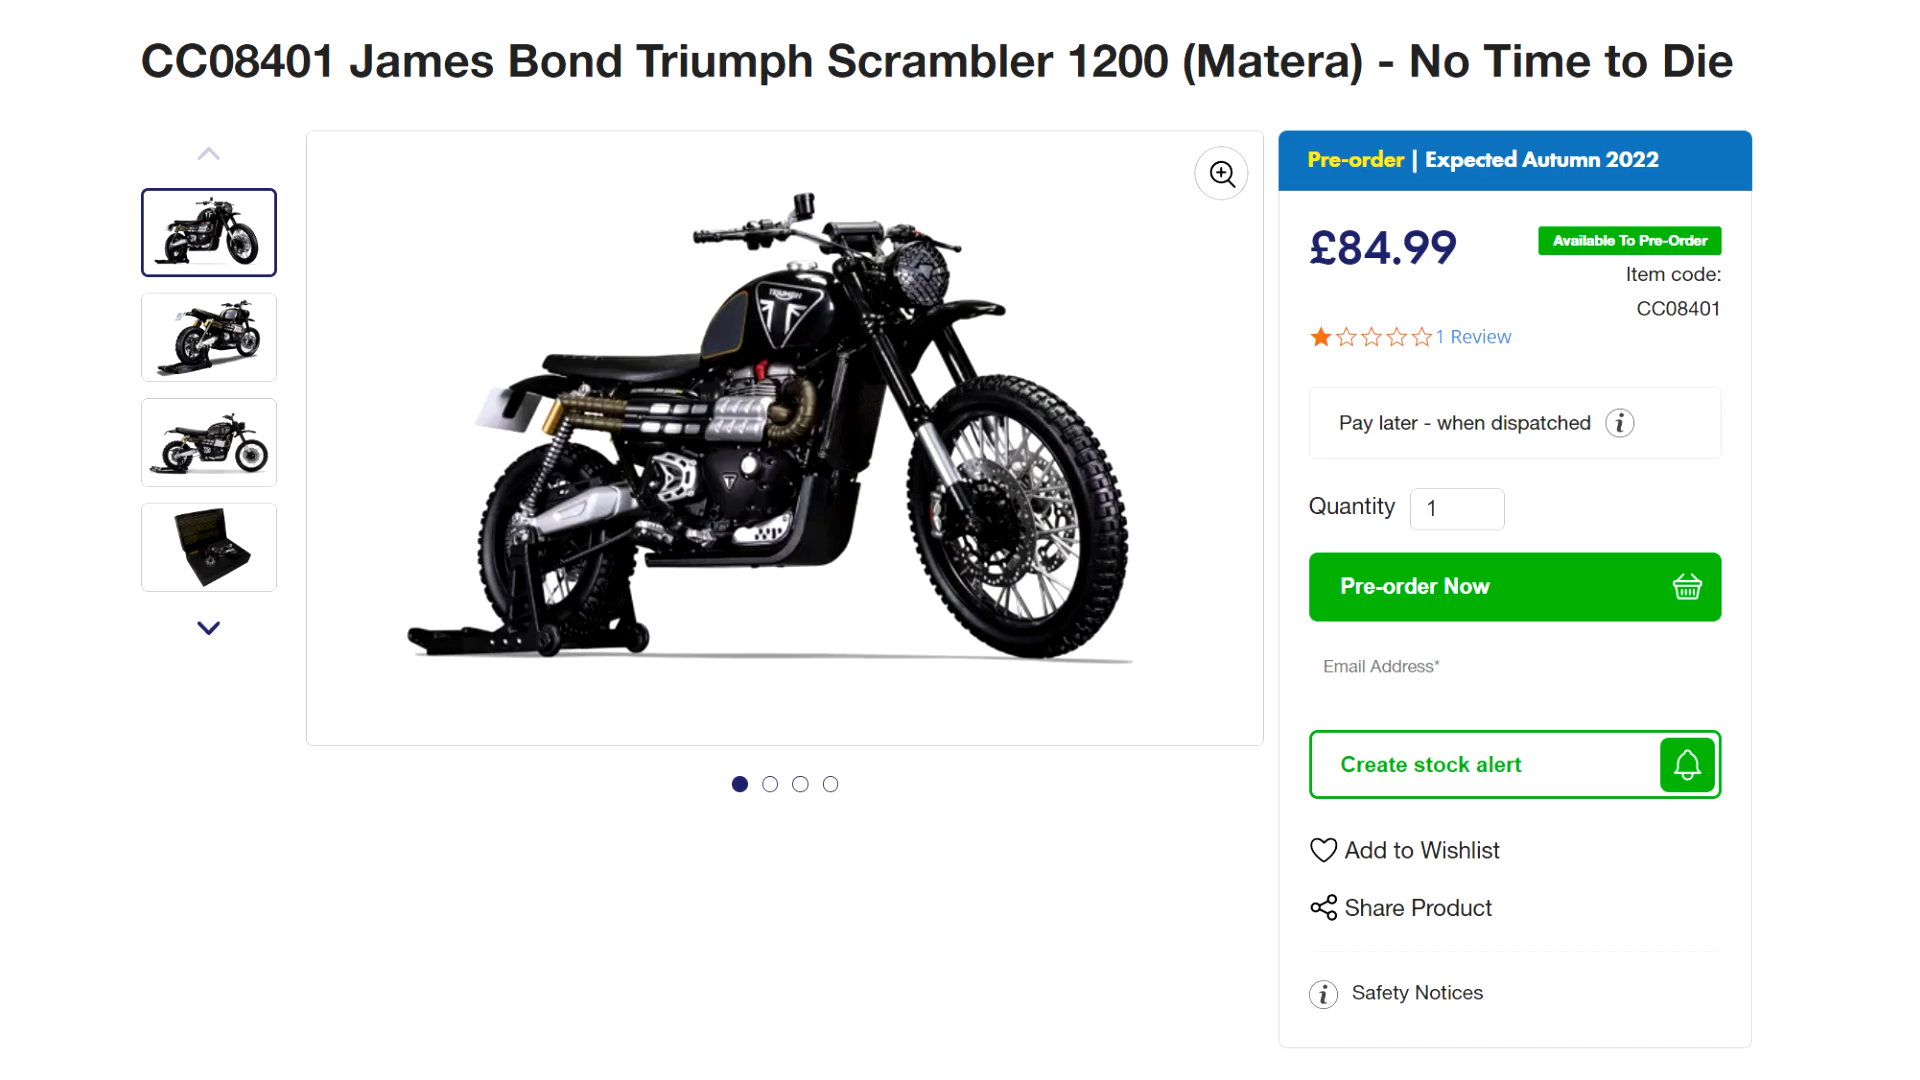 CC08401 James Bond Triumph Scrambler 1200 (Matera) - No Time to Die
TRIUMPH
Pre-order | Expected Autumn 2022
£84.99
Available To Pre-Order
Item code:
CC08401
1 Review
Pay later - when dispatched
Quantity
1
Pre-order Now
Email Address*
Create stock alert
Add to Wishlist
Share Product
Safety Notices